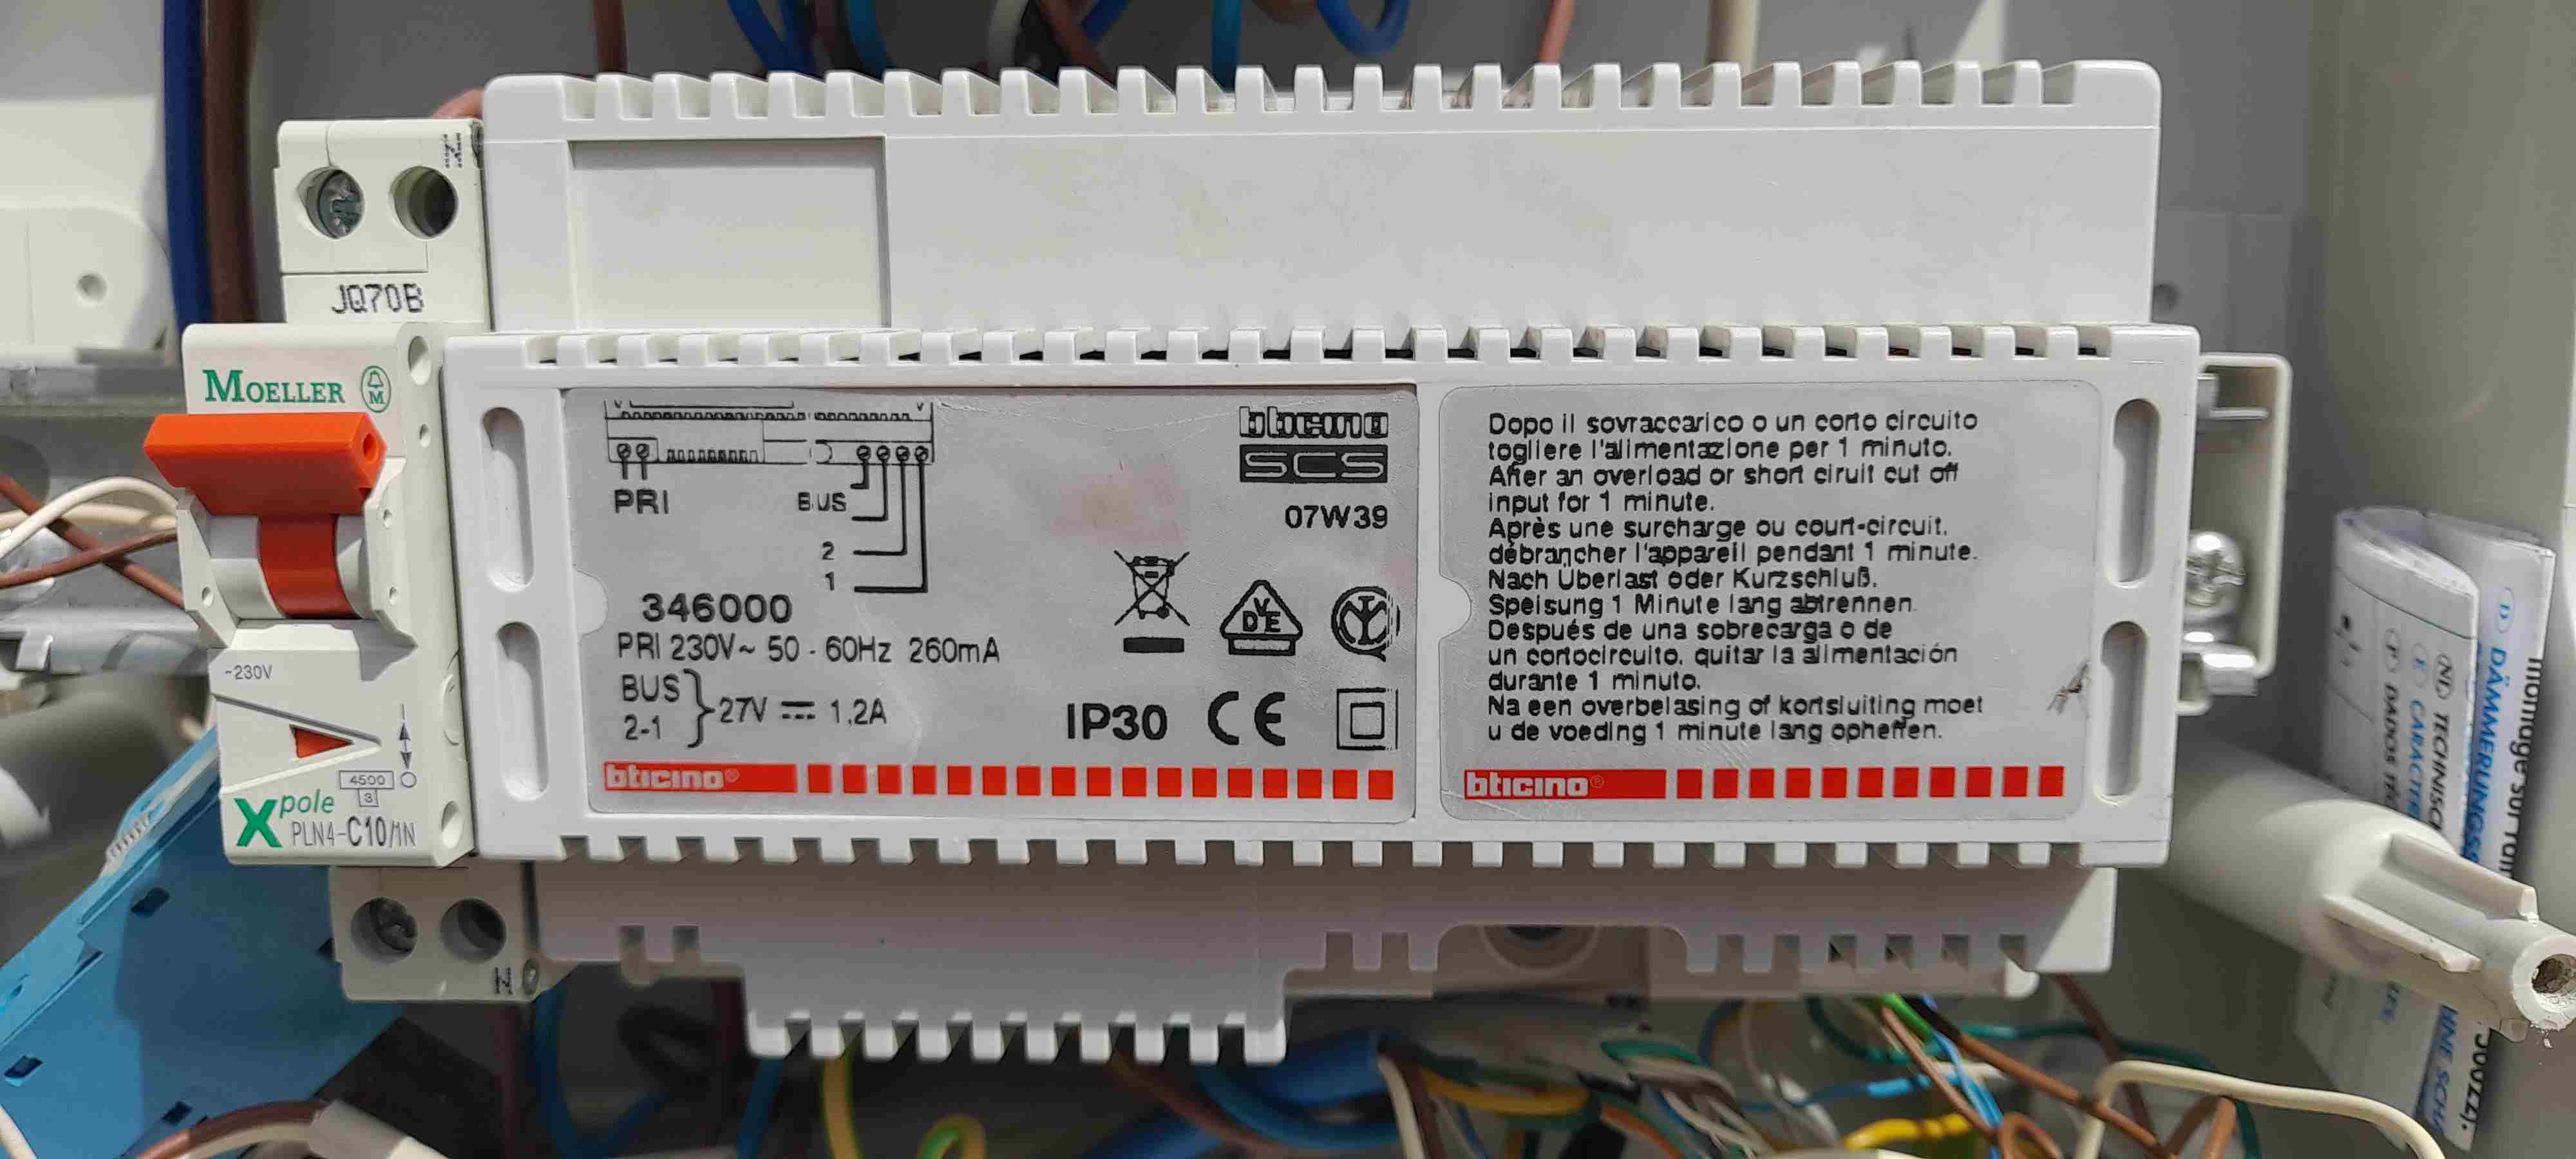 JQ70B
MOELLER
~230V
4500
3
Xpole
PLN4-C10/1N
N
PRI
BUS
2
1
bticino
SCS
07W39
346000
PRI 230V~ 50 - 60Hz 260mA
BUS
2-1
27V 1,2A
VDE
IP30 CE
bticino®
Dopo il sovraccarico o un corto circuito
togliere l'alimentazione per 1 minuto.
After an overload or short ciruit cut off
input for 1 minute.
Après une surcharge ou court-circuit,
débrancher l'appareil pendant 1 minute.
Nach Überlast oder Kurzschluß,
Speisung 1 Minute lang abtrennen.
Después de una sobrecarga o de
un cortocircuito, quitar la alimentación
durante 1 minuto.
Na een overbelasing of kortsluiting moet
u de voeding 1 minute lang opheffen.
bticino®